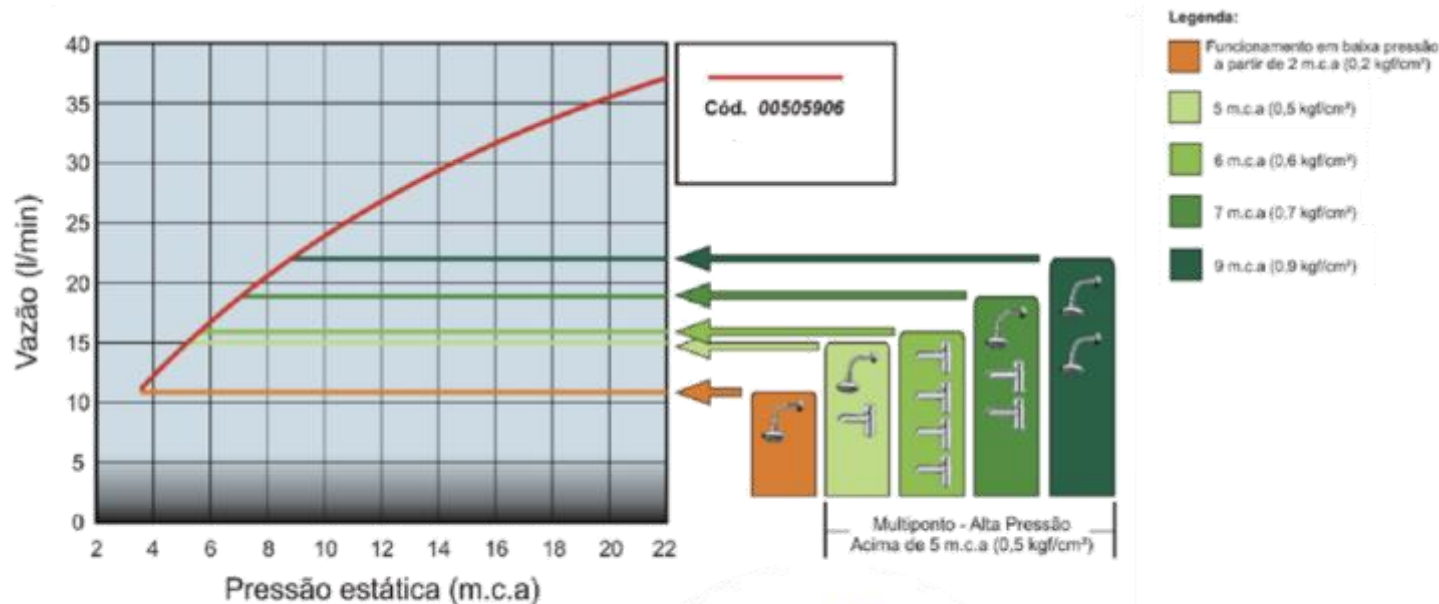 Legenda:
Funcionamento em baixa pressão
a partir de 2 m.c.a (0,2 kgf/cm²)
5 m.c.a (0,5 kgf/cm²)
6 m.c.a (0,6 kgf/cm²)
7 m.c.a (0,7 kgf/cm²)
9 m.c.a (0,9 kgf/cm²)
Cód. 00505906
Vazão (l/min)
40
35
30
25
20
15
10
5
0
2 4 6 8 10 12 14 16 18 20 22
Pressão estática (m.c.a)
Multiponto - Alta Pressão
Acima de 5 m.c.a (0,5 kgf/cm²)